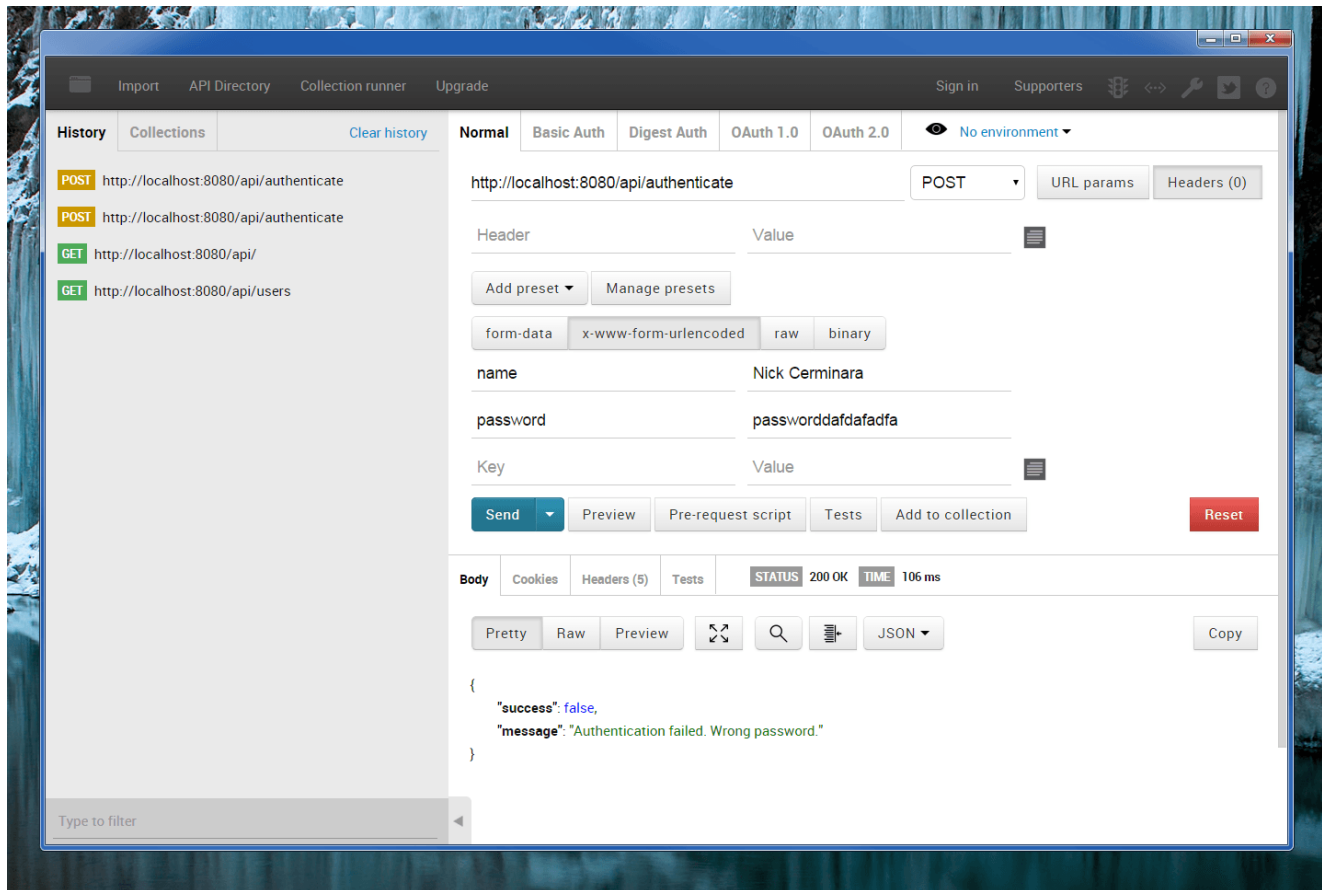 Import API Directory Collection runner Upgrade Sign in Supporters
History Collections Clear history
POST http://localhost:8080/api/authenticate
POST http://localhost:8080/api/authenticate
GET http://localhost:8080/api/
GET http://localhost:8080/api/users
Type to filter
Normal Basic Auth Digest Auth OAuth 1.0 OAuth 2.0 No environment
http://localhost:8080/api/authenticate POST URL params Headers (0)
Header Value
Add preset Manage presets
form-data x-www-form-urlencoded raw binary
name Nick Cerminara
password passworddafdafadfa
Key Value
Send Preview Pre-request script Tests Add to collection Reset
Body Cookies Headers (5) Tests STATUS 200 OK TIME 106 ms
Pretty Raw Preview JSON Copy
{
"success": false,
"message": "Authentication failed. Wrong password."
}